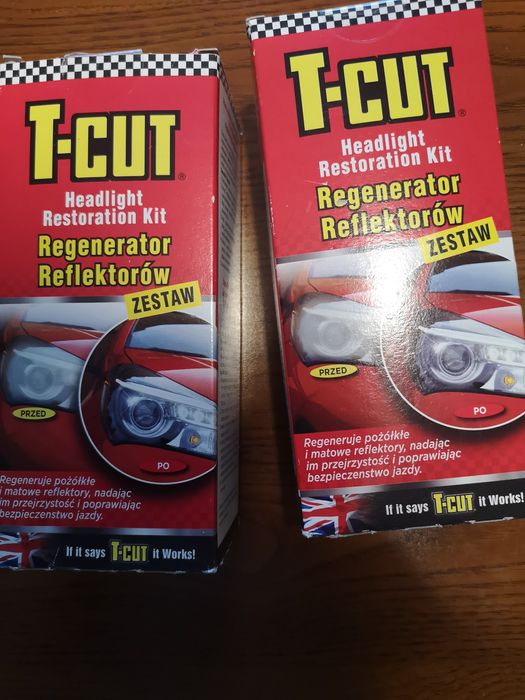 T-CUT®
Headlight
Restoration Kit
Regenerator
Reflektorów
ZESTAW
PRZED
PO
Regeneruje pożółkłe
i matowe reflektory, nadając
im przejrzystość i poprawiając
bezpieczenstwo jazdy.
If it says T-CUT it Works!
T-CUT®
Headlight
Restoration Kit
Regenerator
Reflektorów
ZESTAW
PRZED
PO
Regeneruje pożółkłe
i matowe reflektory, nadając
im przejrzystość i poprawiając
bezpieczenstwo jazdy.
If it says T-CUT it Works!